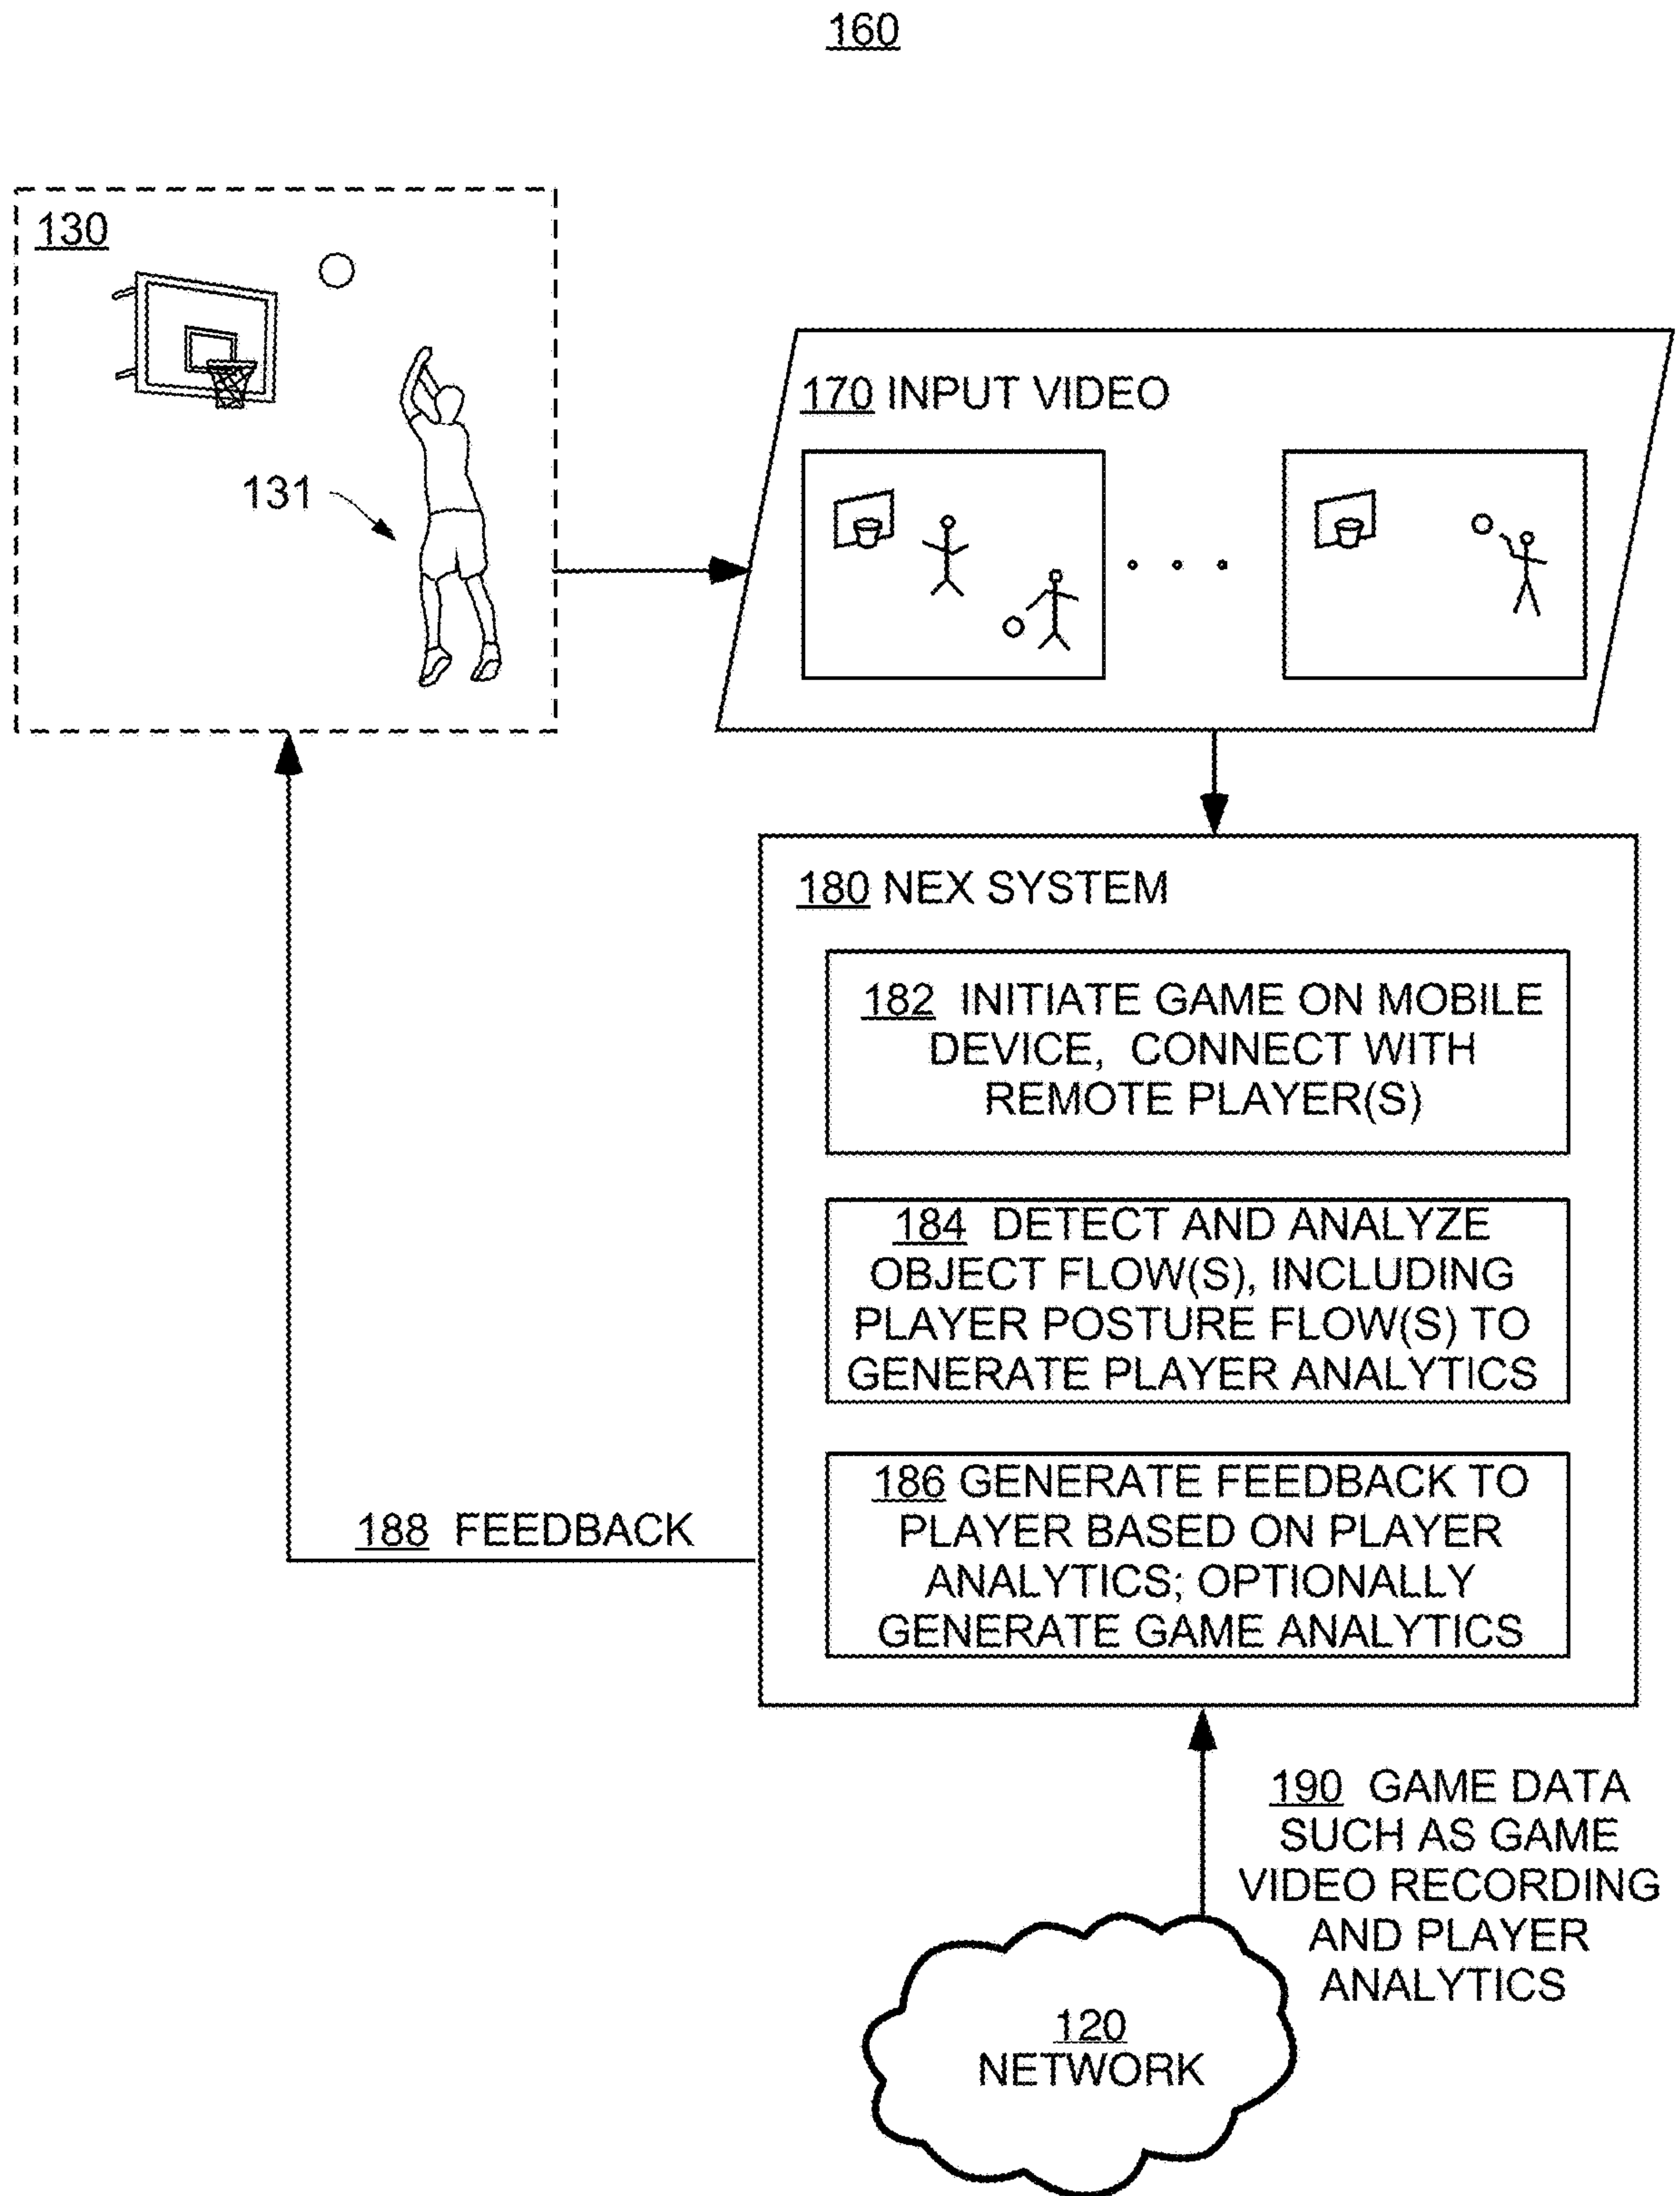 160
130
131
170 INPUT VIDEO
180 NEX SYSTEM
182 INITIATE GAME ON MOBILE
DEVICE, CONNECT WITH
REMOTE PLAYER(S)
184 DETECT AND ANALYZE
OBJECT FLOW(S), INCLUDING
PLAYER POSTURE FLOW(S) TO
GENERATE PLAYER ANALYTICS
186 GENERATE FEEDBACK TO
PLAYER BASED ON PLAYER
ANALYTICS; OPTIONALLY
GENERATE GAME ANALYTICS
188 FEEDBACK
190 GAME DATA
SUCH AS GAME
VIDEO RECORDING
AND PLAYER
ANALYTICS
120
NETWORK